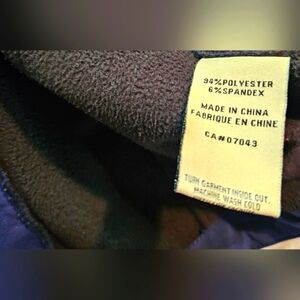 94%POLYESTER
6%SPANDEX
MADE IN CHINA
FABRIQUE EN CHINE
CA#07043
TURN GARMENT INSIDE OUT,
MACHINE WASH COLD